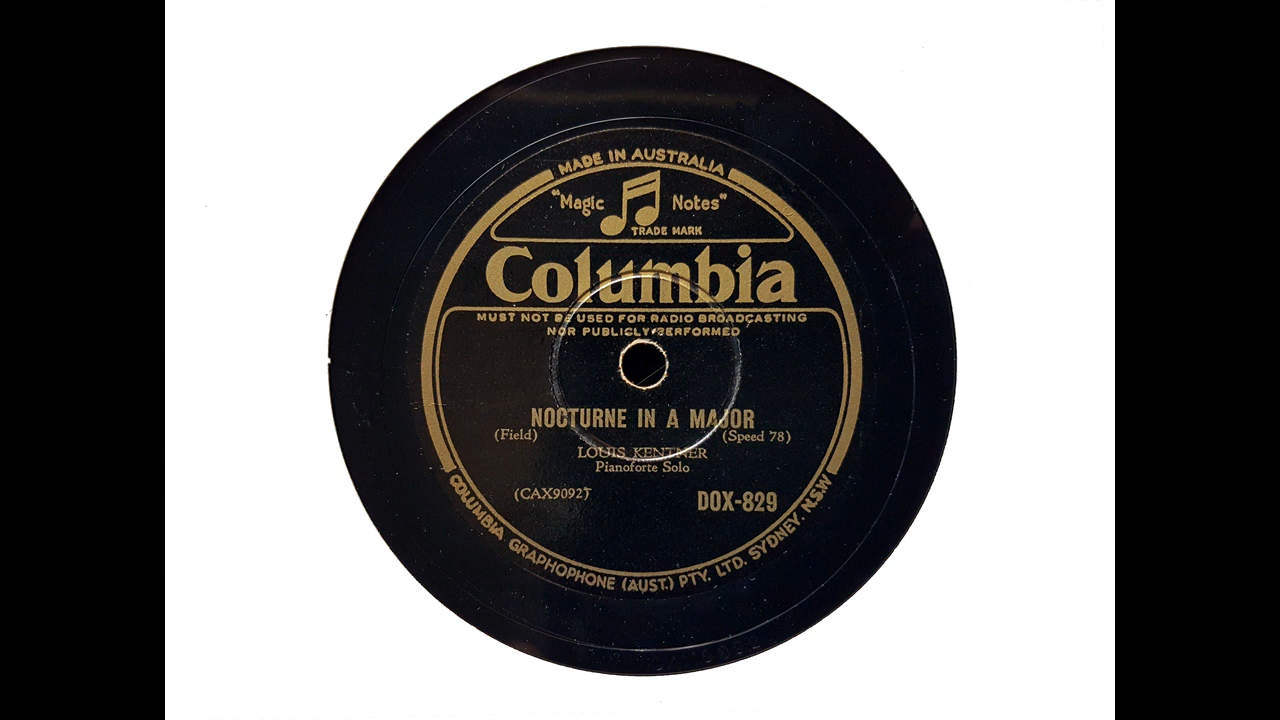 MADE IN AUSTRALIA
"Magic Notes"
TRADE MARK
Columbia
MUST NOT BE USED FOR RADIO BROADCASTING
NOR PUBLICLY PERFORMED
NOCTURNE IN A MAJOR
(Field) (Speed 78)
LOUIS KENTNER
Pianoforte Solo
(CAX9092)
DOX-829
COLUMBIA GRAPHOPHONE (AUST.) PTY. LTD. SYDNEY. N.S.W